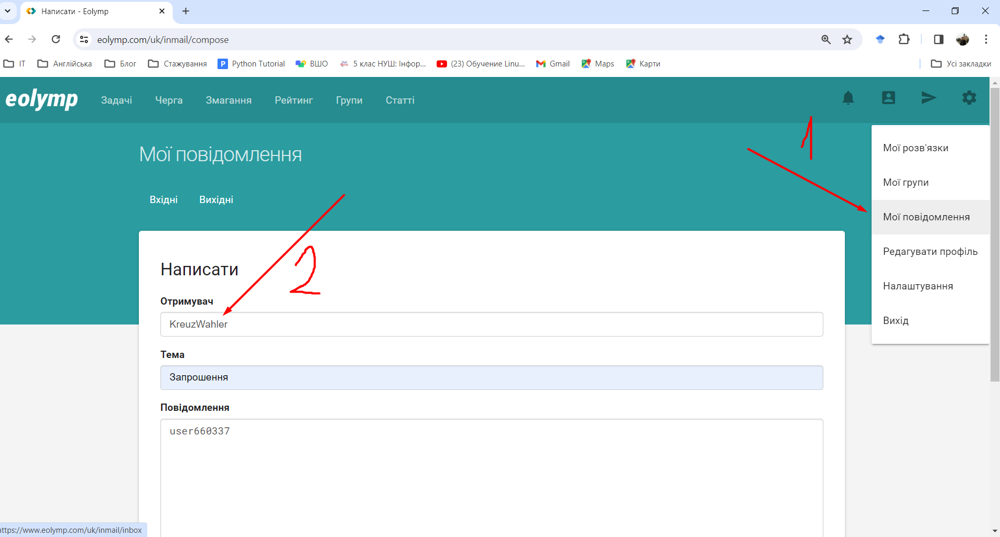 Написати - Eolymp
eolymp.com/uk/inmail/compose
IT Англійська Блог Стажування Python Tutorial ВШО 5 клас НУШ: Інфор... (23) Обучение Linu... Gmail Maps Карти Усі закладки
eolymp Задачі Черга Змагання Рейтинг Групи Статті
1
Мої повідомлення
Вхідні Вихідні
Мої розв'язки
Мої групи
Мої повідомлення
Редагувати профіль
Налаштування
Вихід
2
Написати
Отримувач
KreuzWahler
Тема
Запрошення
Повідомлення
user660337
https://www.eolymp.com/uk/inmail/inbox